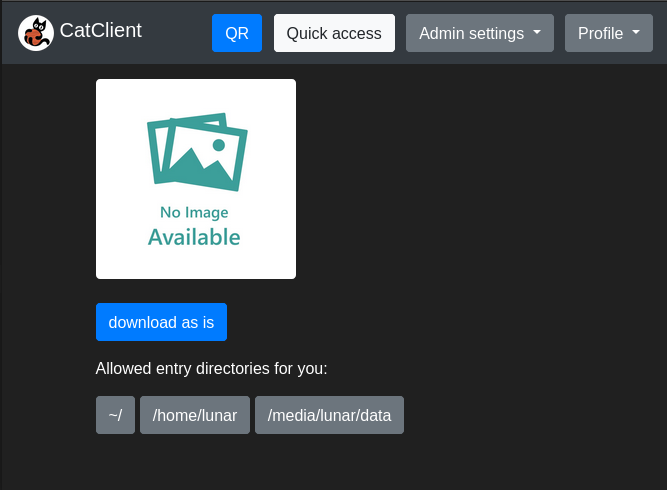 CatClient
QR
Quick access
Admin settings
Profile
No Image
Available
download as is
Allowed entry directories for you:
~/
/home/lunar
/media/lunar/data